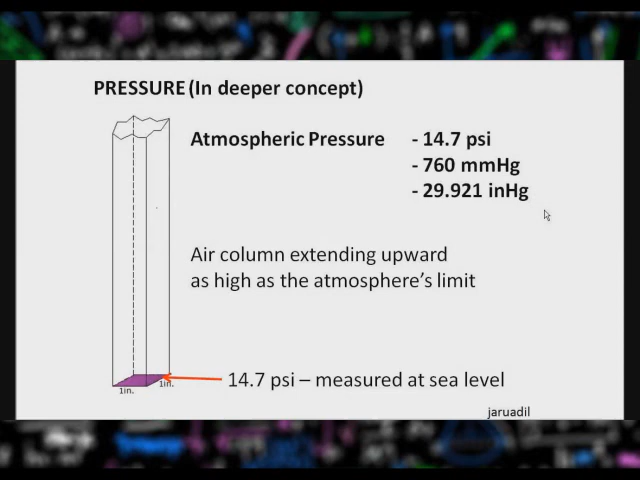 PRESSURE (In deeper concept)
Atmospheric Pressure - 14.7 psi
- 760 mmHg
- 29.921 inHg
Air column extending upward
as high as the atmosphere's limit
1in.
1in.
14.7 psi – measured at sea level
jaruadil